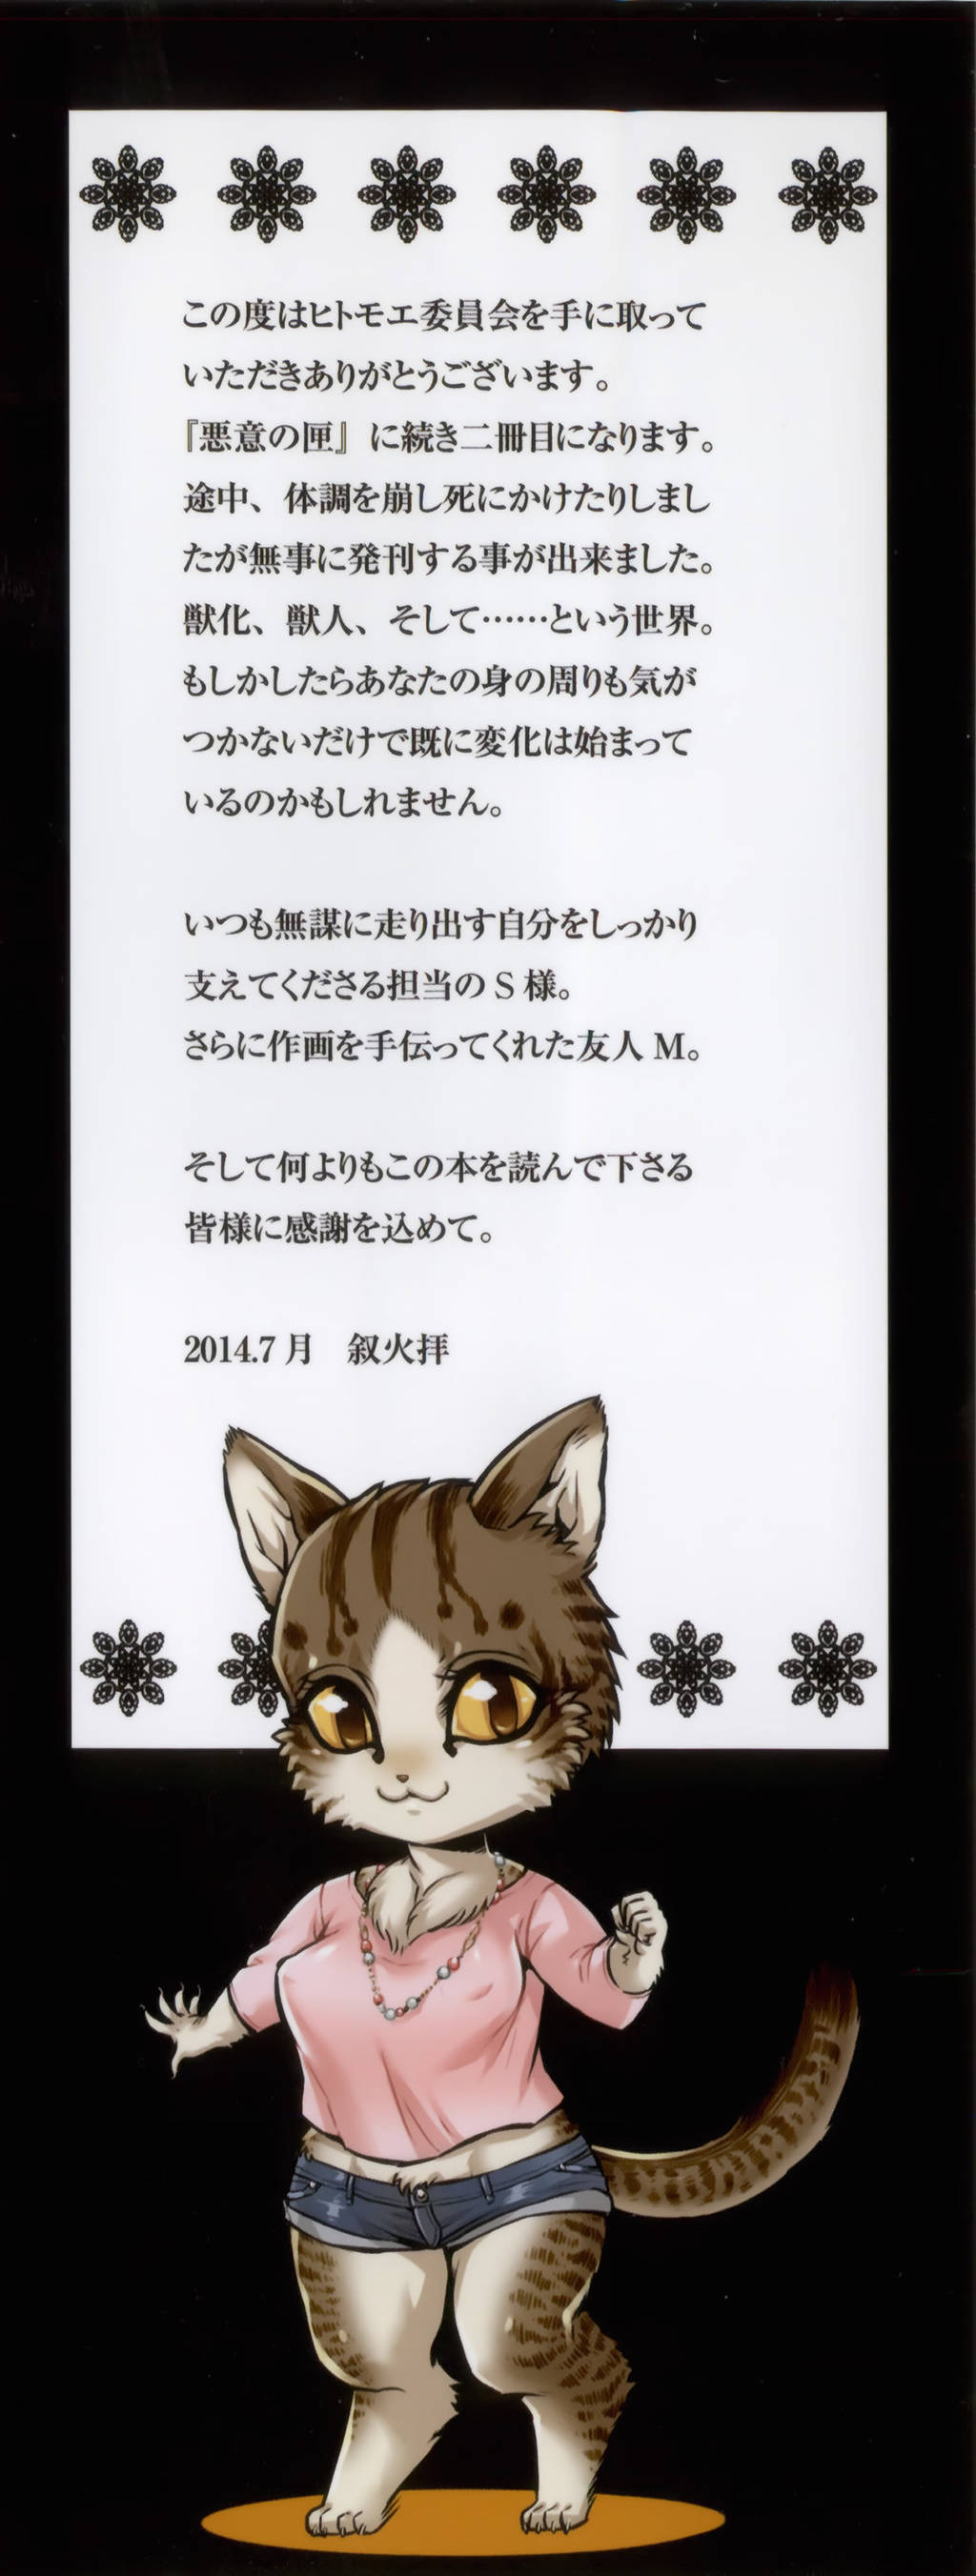 この度はヒトモエ委員会を手に取って
いただきありがとうございます。
『悪意の匣』に続き二冊目になります。
途中、体調を崩し死にかけたりしまし
たが無事に発刊する事が出来ました。
獣化、獣人、そして……という世界。
もしかしたらあなたの身の周りも気が
つかないだけで既に変化は始まって
いるのかもしれません。
いつも無謀に走り出す自分をしっかり
支えてくださる担当のS様。
さらに作画を手伝ってくれた友人M。
そして何よりもこの本を読んで下さる
皆様に感謝を込めて。
2014.7月　叙火拝